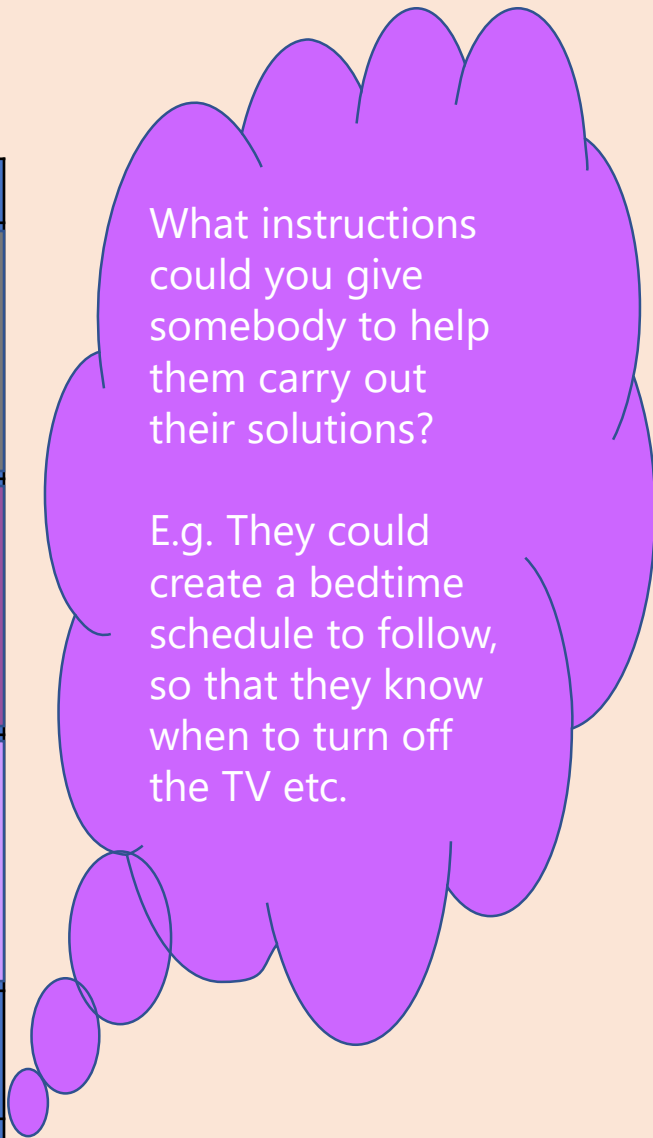 What instructions
could you give
somebody to help
them carry out
their solutions?
E.g. They could
create a bedtime
schedule to follow,
so that they know
when to turn off
the TV etc.